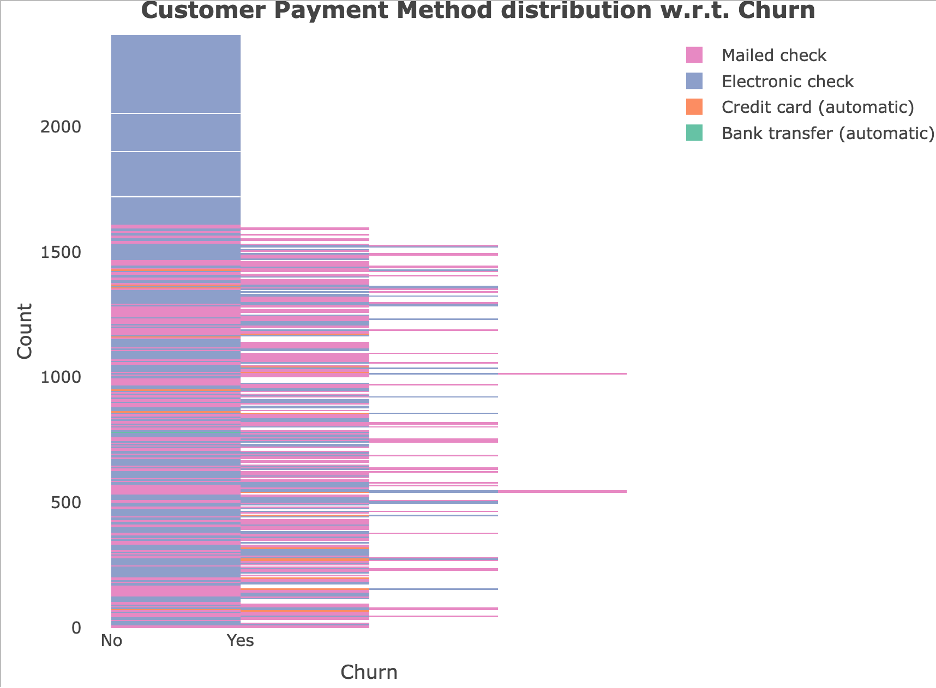 Customer Payment Method distribution w.r.t. Churn
Mailed check
Electronic check
Credit card (automatic)
Bank transfer (automatic)
2000
1500
1000
500
0
Count
No
Yes
Churn